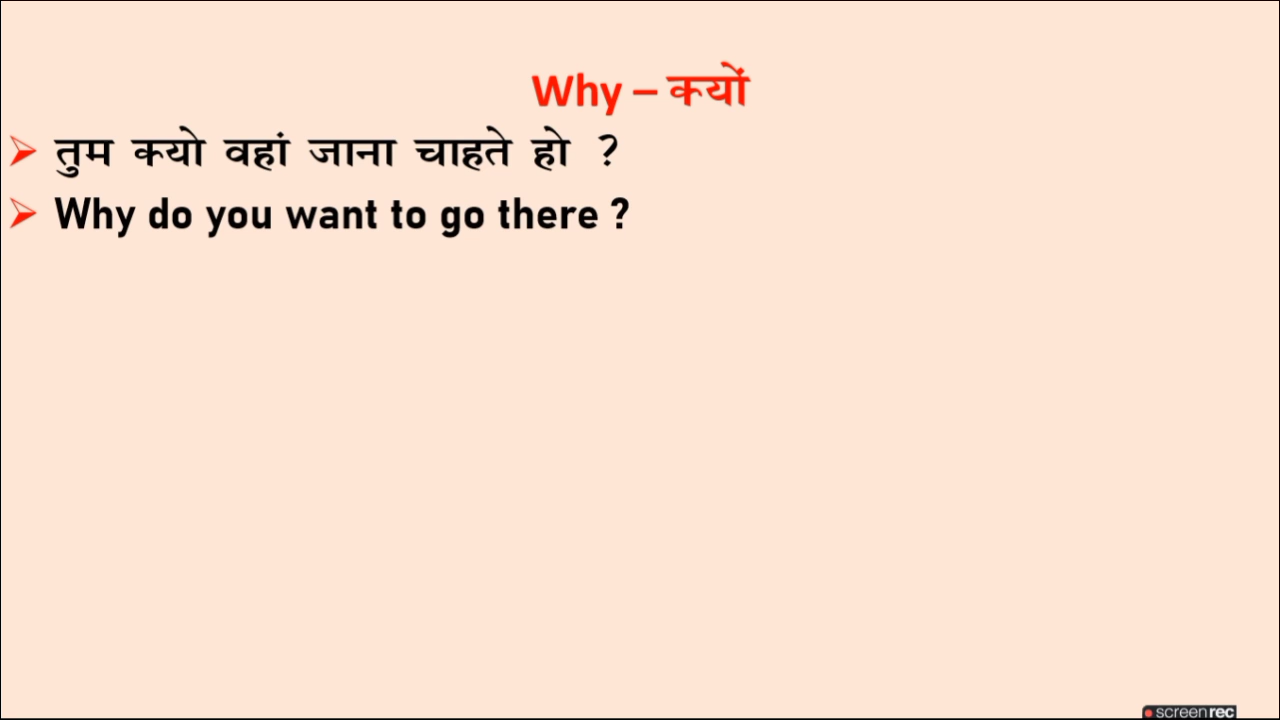 Why – क्यों
तुम क्यो वहां जाना चाहते हो ?
Why do you want to go there ?
screenrec